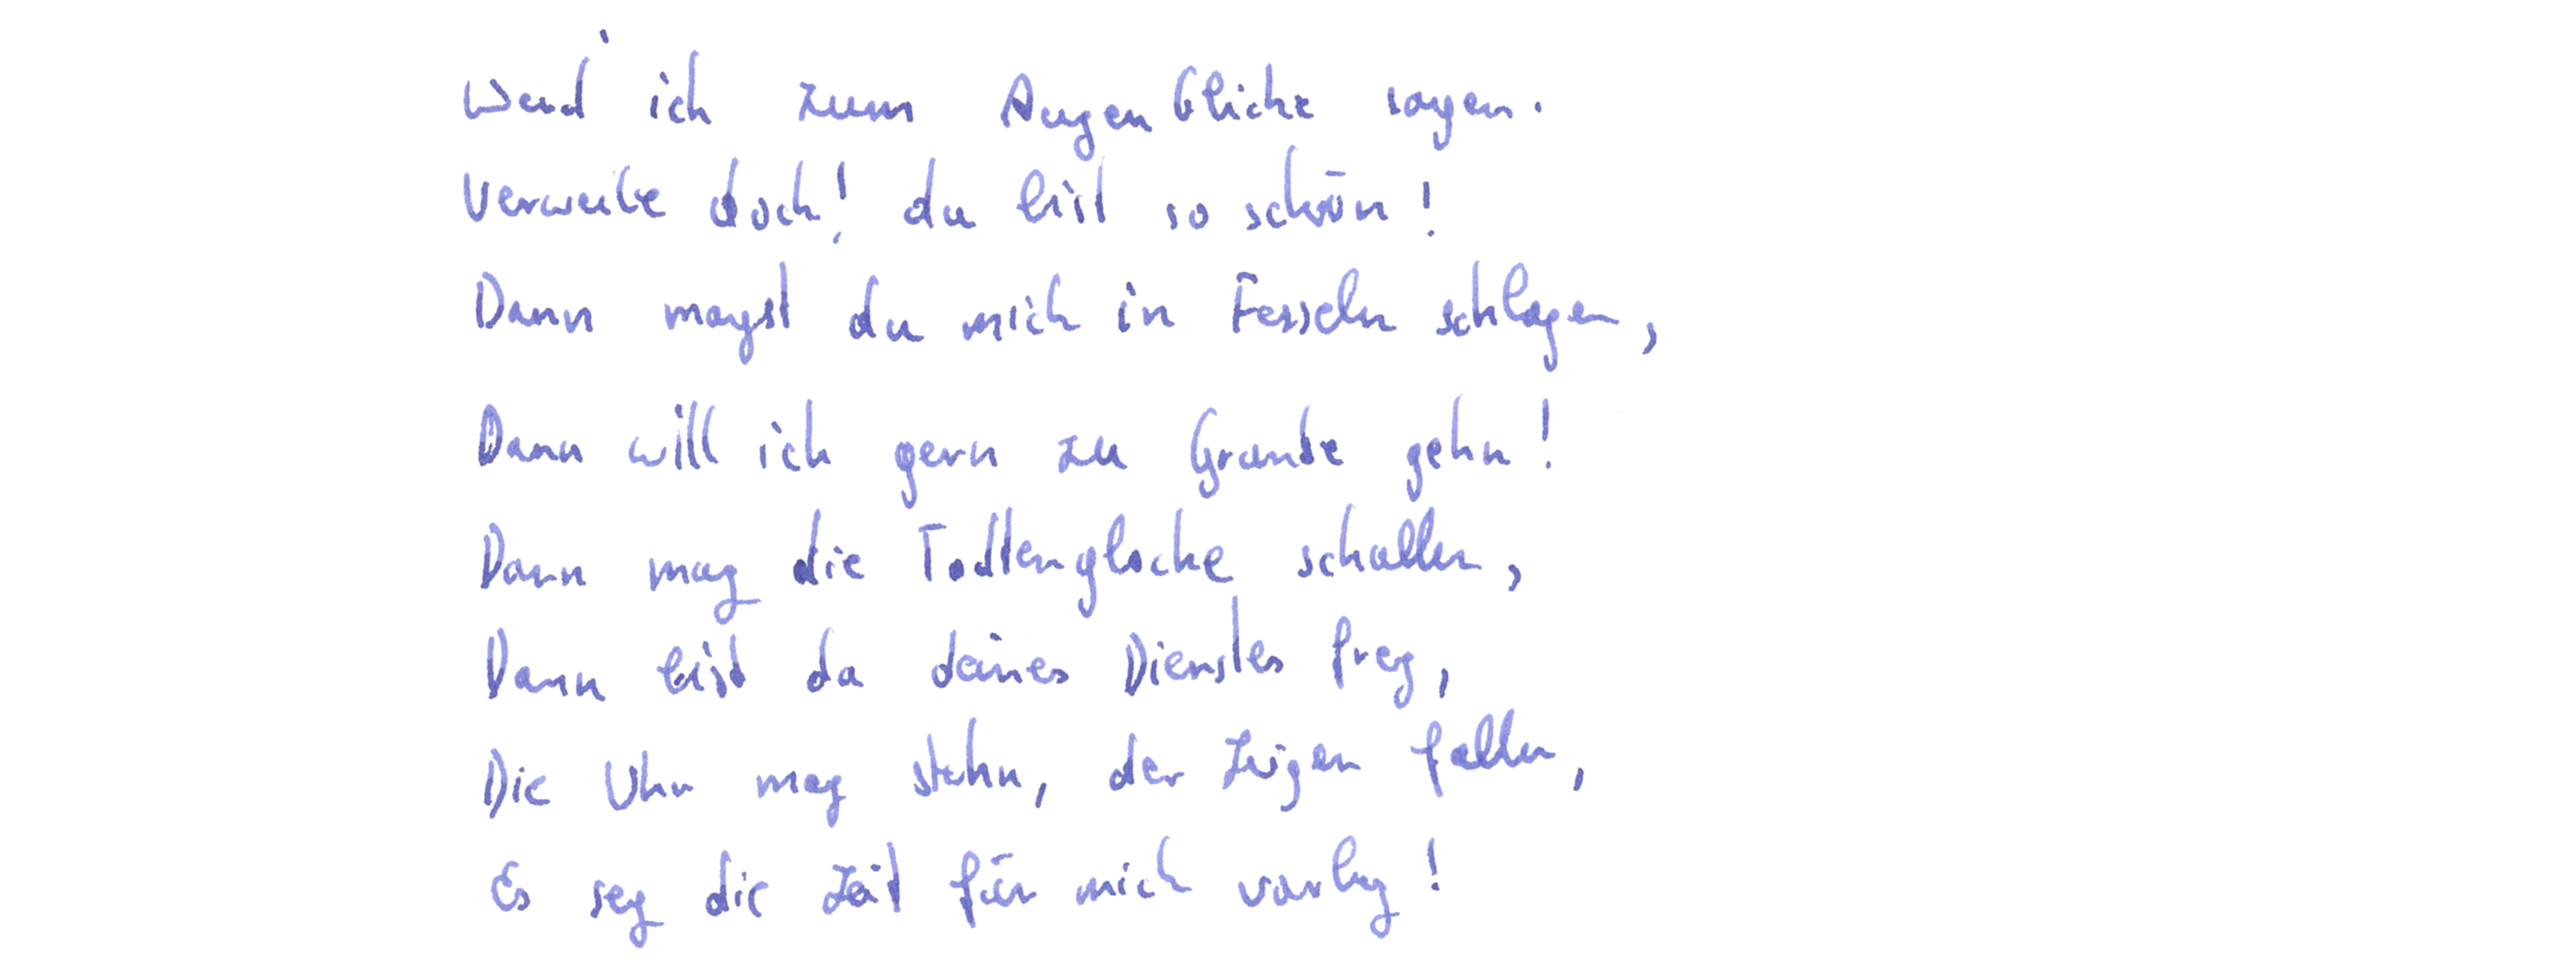 Werd' ich zum Augenblicke sagen.
Verweile doch! du bist so schön!
Dann magst du mich in Fesseln schlagen,
Dann will ich gern zu Grunde gehn!
Dann mag die Todtenglocke schallen,
Dann bist du deines Dienstes frey,
Die Uhr mag stehn, der Zeiger fallen,
Es sey die Zeit für mich vorbey!